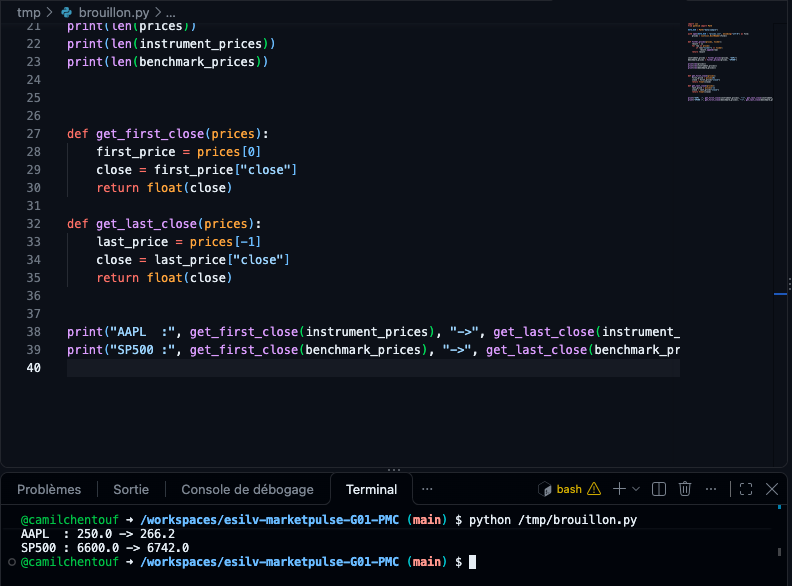 tmp > brouillon.py > ...
21 print(len(prices))
22 print(len(instrument_prices))
23 print(len(benchmark_prices))
24
25
26
27 def get_first_close(prices):
28     first_price = prices[0]
29     close = first_price["close"]
30     return float(close)
31
32 def get_last_close(prices):
33     last_price = prices[-1]
34     close = last_price["close"]
35     return float(close)
36
37
38 print("AAPL  :", get_first_close(instrument_prices), "->", get_last_close(instrument_
39 print("SP500 :", get_first_close(benchmark_prices), "->", get_last_close(benchmark_pr
40
Problèmes Sortie Console de débogage Terminal ... bash
@camilchentouf → /workspaces/esilv-marketpulse-G01-PMC (main) $ python /tmp/brouillon.py
AAPL  : 250.0 -> 266.2
SP500 : 6600.0 -> 6742.0
@camilchentouf → /workspaces/esilv-marketpulse-G01-PMC (main) $